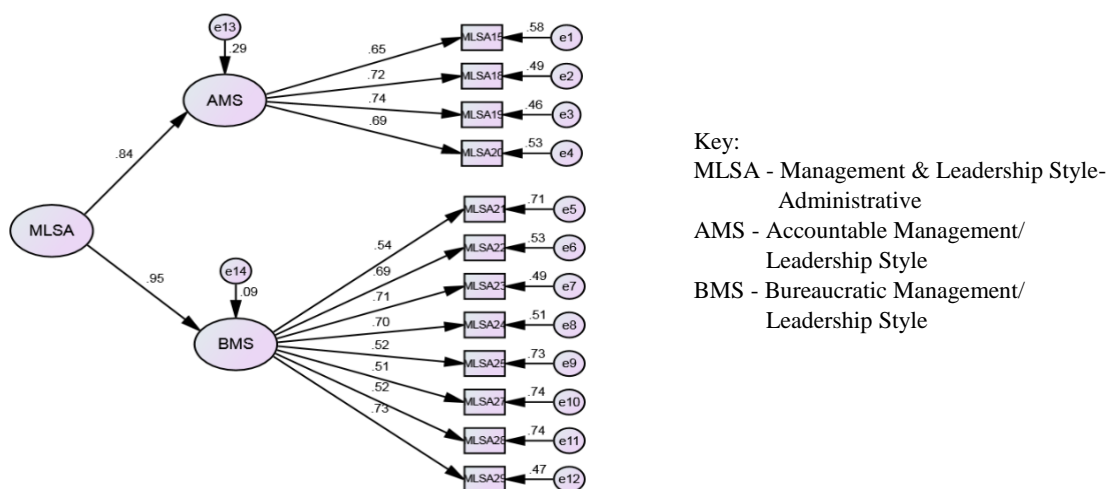 e13
.29
AMS
.84
MLSA
.95
e14
.09
BMS
.65
MLSA15
.58
e1
.72
MLSA18
.49
e2
.74
MLSA19
.46
e3
.69
MLSA20
.53
e4
.54
MLSA21
.71
e5
.69
MLSA22
.53
e6
.71
MLSA23
.49
e7
.70
MLSA24
.51
e8
.52
MLSA25
.73
e9
.51
MLSA27
.74
e10
.52
MLSA28
.74
e11
.73
MLSA29
.47
e12
Key:
MLSA - Management & Leadership Style-
Administrative
AMS - Accountable Management/
Leadership Style
BMS - Bureaucratic Management/
Leadership Style